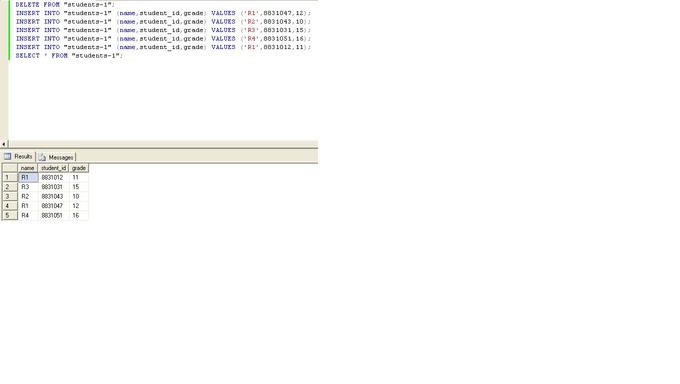 DELETE FROM "students-1";
INSERT INTO "students-1" (name,student_id,grade) VALUES ('R1',8831047,12);
INSERT INTO "students-1" (name,student_id,grade) VALUES ('R2',8831043,10);
INSERT INTO "students-1" (name,student_id,grade) VALUES ('R3',8831031,15);
INSERT INTO "students-1" (name,student_id,grade) VALUES ('R4',8831051,16);
INSERT INTO "students-1" (name,student_id,grade) VALUES ('R1',8831012,11);
SELECT * FROM "students-1";
Results Messages
name student_id grade
1 R1 8831012 11
2 R3 8831031 15
3 R2 8831043 10
4 R1 8831047 12
5 R4 8831051 16